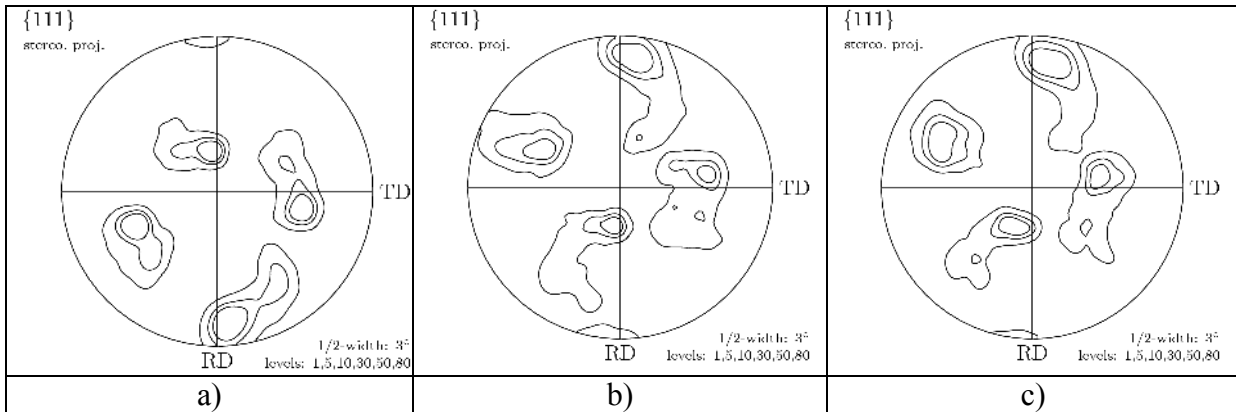 {111}
stereo. proj.
TD
RD
1/2-width: 3°
levels: 1,5,10,30,50,80
a)
{111}
stereo. proj.
TD
RD
1/2-width: 3°
levels: 1,5,10,30,50,80
b)
{111}
stereo. proj.
TD
RD
1/2-width: 3°
levels: 1,5,10,30,50,80
c)